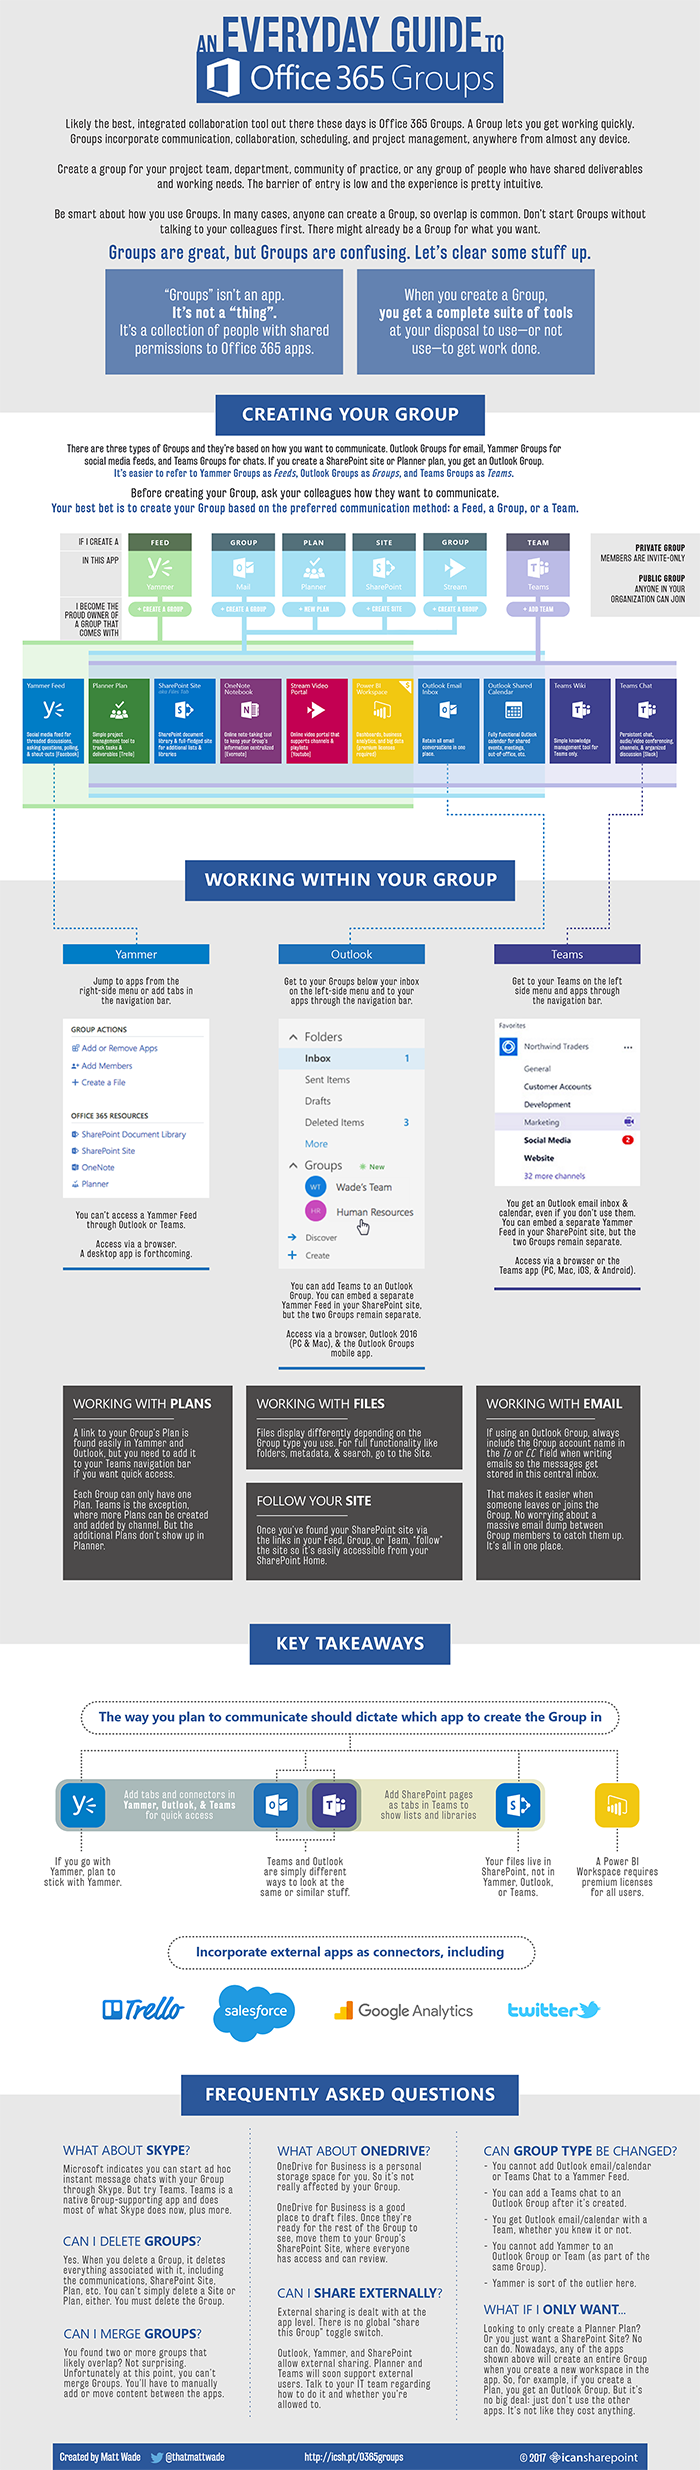 AN EVERYDAY GUIDE TO
Office 365 Groups
Likely the best, integrated collaboration tool out there these days is Office 365 Groups. A Group lets you get working quickly.
Groups incorporate communication, collaboration, scheduling, and project management, anywhere from almost any device.
Create a group for your project team, department, community of practice, or any group of people who have shared deliverables
and working needs. The barrier of entry is low and the experience is pretty intuitive.
Be smart about how you use Groups. In many cases, anyone can create a Group, so overlap is common. Don't start Groups without
talking to your colleagues first. There might already be a Group for what you want.
Groups are great, but Groups are confusing. Let's clear some stuff up.
"Groups" isn't an app.
It's not a "thing".
It's a collection of people with shared
permissions to Office 365 apps.
When you create a Group,
you get a complete suite of tools
at your disposal to use—or not
use—to get work done.
CREATING YOUR GROUP
There are three types of Groups and they're based on how you want to communicate. Outlook Groups for email, Yammer Groups for
social media feeds, and Teams Groups for chats. If you create a SharePoint site or Planner plan, you get an Outlook Group.
It's easier to refer to Yammer Groups as Feeds, Outlook Groups as Groups, and Teams Groups as Teams.
Before creating your Group, ask your colleagues how they want to communicate.
Your best bet is to create your Group based on the preferred communication method: a Feed, a Group, or a Team.
IF I CREATE A
FEED
GROUP
PLAN
SITE
GROUP
TEAM
IN THIS APP
Yammer
Mail
Planner
SharePoint
Stream
Teams
I BECOME THE
PROUD OWNER OF
A GROUP THAT
COMES WITH
+ CREATE A GROUP
+ CREATE A GROUP
+ NEW PLAN
+ CREATE SITE
+ CREATE A GROUP
+ ADD TEAM
PRIVATE GROUP
MEMBERS ARE INVITE-ONLY
PUBLIC GROUP
ANYONE IN YOUR
ORGANIZATION CAN JOIN
Yammer Feed
Social media feed for
threaded discussions,
asking questions, polling,
& shout-outs [Facebook]
Planner Plan
Simple project
management tool to
track tasks &
deliverables [Trello]
SharePoint Site
aka Files Tab
SharePoint document
library & full-fledged site
for additional lists &
libraries
OneNote
Notebook
Online note-taking tool
to keep your Group's
information centralized
[Evernote]
Stream Video
Portal
Online video portal that
supports channels &
playlists
[Youtube]
Power BI
Workspace
$
Dashboards, business
analytics, and big data
(premium licenses
required)
Outlook Email
Inbox
Retain all email
conversations in one
place.
Outlook Shared
Calendar
Fully functional Outlook
calendar for shared
events, meetings,
out-of-office, etc.
Teams Wiki
Simple knowledge
management tool for
Teams only.
Teams Chat
Persistent chat,
audio/video conferencing,
channels, & organized
discussion [Slack]
WORKING WITHIN YOUR GROUP
Yammer
Jump to apps from the
right-side menu or add tabs in
the navigation bar.
GROUP ACTIONS
Add or Remove Apps
Add Members
+ Create a File
OFFICE 365 RESOURCES
SharePoint Document Library
SharePoint Site
OneNote
Planner
You can't access a Yammer Feed
through Outlook or Teams.
Access via a browser.
A desktop app is forthcoming.
Outlook
Get to your Groups below your inbox
on the left-side menu and to your
apps through the navigation bar.
Folders
Inbox 1
Sent Items
Drafts
Deleted Items 3
More
Groups New
WT Wade's Team
HR Human Resources
Discover
+ Create
You can add Teams to an Outlook
Group. You can embed a separate
Yammer Feed in your SharePoint site,
but the two Groups remain separate.
Access via a browser, Outlook 2016
(PC & Mac), & the Outlook Groups
mobile app.
Teams
Get to your Teams on the left
side menu and apps through
the navigation bar.
Favorites
Northwind Traders ...
General
Customer Accounts
Development
Marketing
Social Media 2
Website
32 more channels
You get an Outlook email inbox &
calendar, even if you don't use them.
You can embed a separate Yammer
Feed in your SharePoint site, but the
two Groups remain separate.
Access via a browser or the
Teams app (PC, Mac, iOS, & Android).
WORKING WITH PLANS
A link to your Group's Plan is
found easily in Yammer and
Outlook, but you need to add it
to your Teams navigation bar
if you want quick access.
Each Group can only have one
Plan. Teams is the exception,
where more Plans can be created
and added by channel. But the
additional Plans don't show up in
Planner.
WORKING WITH FILES
Files display differently depending on the
Group type you use. For full functionality like
folders, metadata, & search, go to the Site.
FOLLOW YOUR SITE
Once you've found your SharePoint site via
the links in your Feed, Group, or Team, "follow"
the site so it's easily accessible from your
SharePoint Home.
WORKING WITH EMAIL
If using an Outlook Group, always
include the Group account name in
the To or CC field when writing
emails so the messages get
stored in this central inbox.
That makes it easier when
someone leaves or joins the
Group. No worrying about a
massive email dump between
Group members to catch them up.
It's all in one place.
KEY TAKEAWAYS
The way you plan to communicate should dictate which app to create the Group in
Add tabs and connectors in
Yammer, Outlook, & Teams
for quick access
Add SharePoint pages
as tabs in Teams to
show lists and libraries
If you go with
Yammer, plan to
stick with Yammer.
Teams and Outlook
are simply different
ways to look at the
same or similar stuff.
Your files live in
SharePoint, not in
Yammer, Outlook,
or Teams.
A Power BI
Workspace requires
premium licenses
for all users.
Incorporate external apps as connectors, including
Trello
salesforce
Google Analytics
twitter
FREQUENTLY ASKED QUESTIONS
WHAT ABOUT SKYPE?
Microsoft indicates you can start ad hoc
instant message chats with your Group
through Skype. But try Teams. Teams is a
native Group-supporting app and does
most of what Skype does now, plus more.
CAN I DELETE GROUPS?
Yes. When you delete a Group, it deletes
everything associated with it, including
the communications, SharePoint Site,
Plan, etc. You can't simply delete a Site or
Plan, either. You must delete the Group.
CAN I MERGE GROUPS?
You found two or more groups that
likely overlap? Not surprising.
Unfortunately at this point, you can't
merge Groups. You'll have to manually
add or move content between the apps.
WHAT ABOUT ONEDRIVE?
OneDrive for Business is a personal
storage space for you. So it's not
really affected by your Group.
OneDrive for Business is a good
place to draft files. Once they're
ready for the rest of the Group to
see, move them to your Group's
SharePoint Site, where everyone
has access and can review.
CAN I SHARE EXTERNALLY?
External sharing is dealt with at the
app level. There is no global "share
this Group" toggle switch.
Outlook, Yammer, and SharePoint
allow external sharing. Planner and
Teams will soon support external
users. Talk to your IT team regarding
how to do it and whether you're
allowed to.
CAN GROUP TYPE BE CHANGED?
- You cannot add Outlook email/calendar
or Teams Chat to a Yammer Feed.
- You can add a Teams chat to an
Outlook Group after it's created.
- You get Outlook email/calendar with a
Team, whether you knew it or not.
- You cannot add Yammer to an
Outlook Group or Team (as part of the
same Group).
- Yammer is sort of the outlier here.
WHAT IF I ONLY WANT...
Looking to only create a Planner Plan?
Or you just want a SharePoint Site? No
can do. Nowadays, any of the apps
shown above will create an entire Group
when you create a new workspace in the
app. So, for example, if you create a
Plan, you get an Outlook Group. But it's
no big deal: just don't use the other
apps. It's not like they cost anything.
Created by Matt Wade @thatmattwade http://icsh.pt/O365groups © 2017 icansharepoint